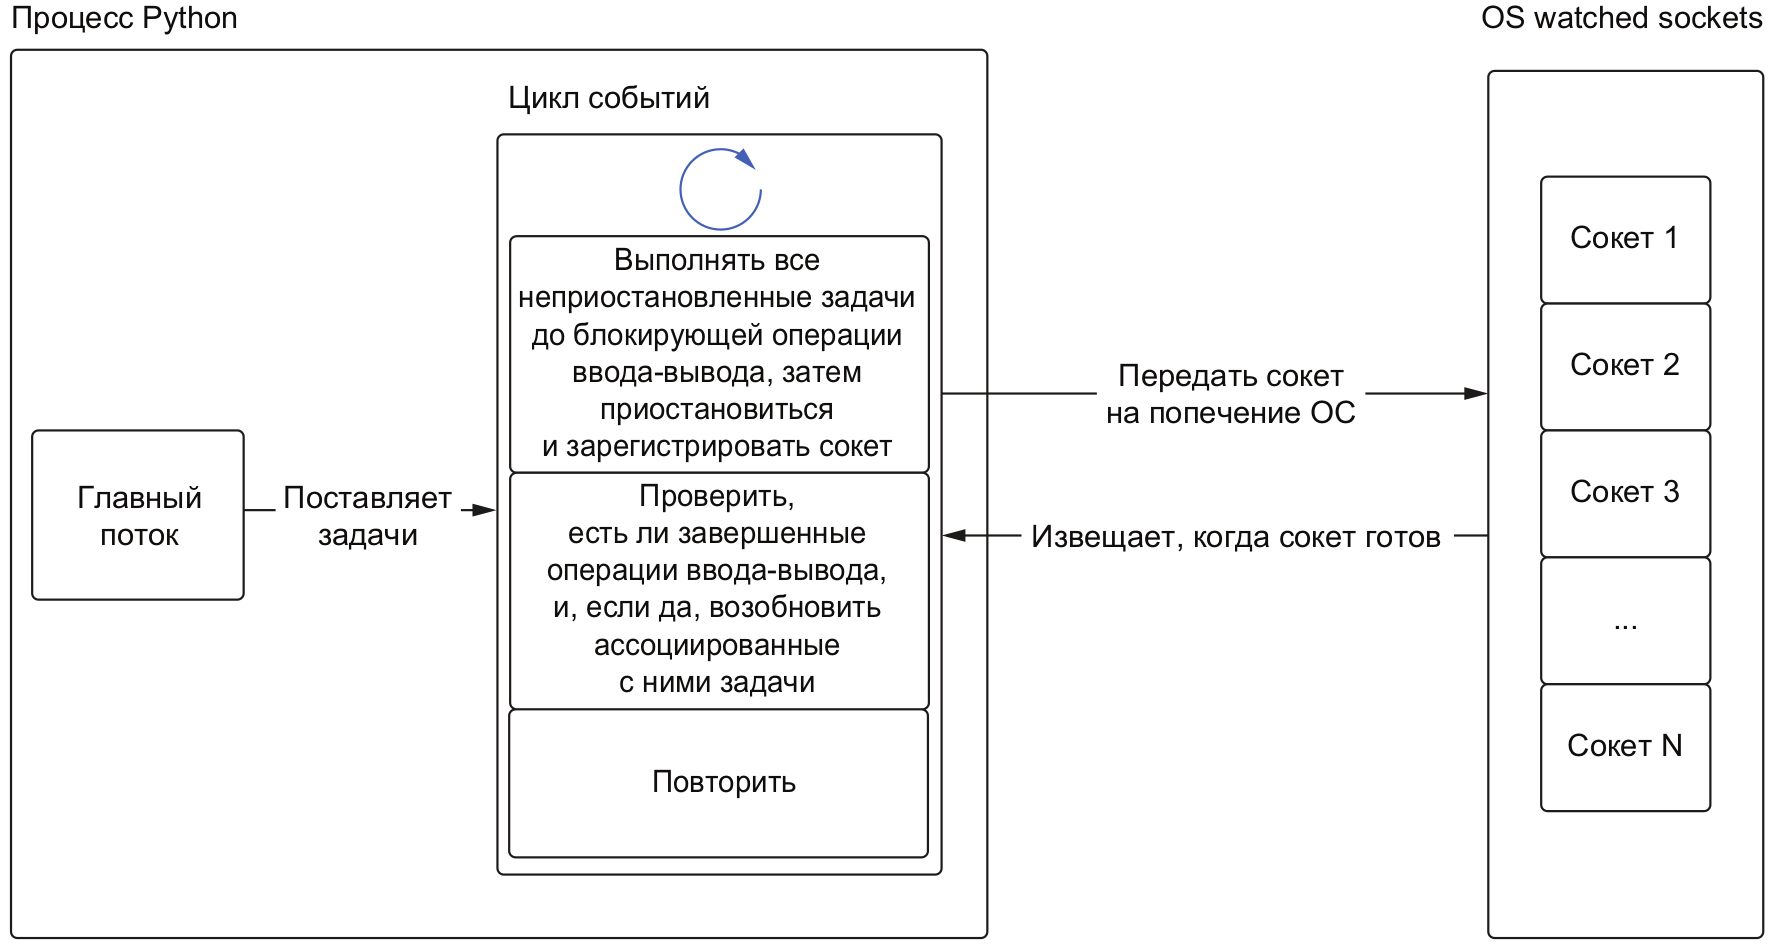 Процесс Python
OS watched sockets
Цикл событий
Выполнять все
неприостановленные задачи
до блокирующей операции
ввода-вывода, затем
приостановиться
и зарегистрировать сокет
Проверить,
есть ли завершенные
операции ввода-вывода,
и, если да, возобновить
ассоциированные
с ними задачи
Повторить
Главный
поток
Поставляет
задачи
Передать сокет
на попечение ОС
Извещает, когда сокет готов
Сокет 1
Сокет 2
Сокет 3
...
Сокет N